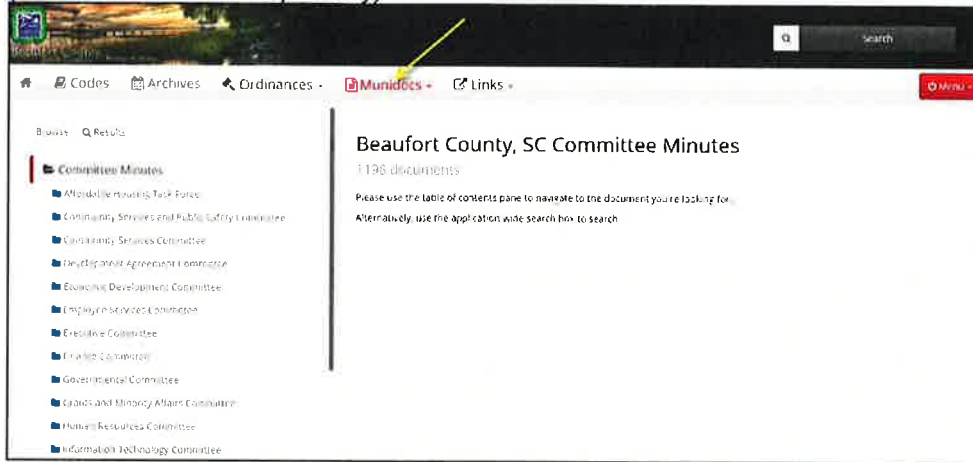 Beaufort County
Search
Codes Archives Ordinances - Munidocs - Links -
Menu -
Browse Results
Committee Minutes
Affordable Housing Task Force
Community Services and Public Safety Committee
Community Services Committee
Development Agreement Committee
Economic Development Committee
Employee Services Committee
Executive Committee
Finance Committee
Governmental Committee
Grants and Minority Affairs Committee
Human Resources Committee
Information Technology Committee
Beaufort County, SC Committee Minutes
1198 documents
Please use the table of contents pane to navigate to the document you're looking for.
Alternatively, use the application wide search box to search